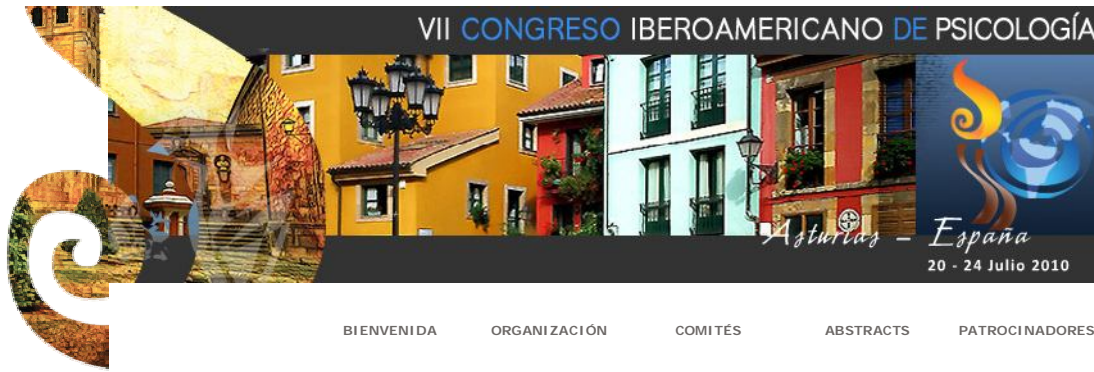 VII CONGRESO IBEROAMERICANO DE PSICOLOGÍA
Asturias – España
20 - 24 Julio 2010
BIENVENIDA ORGANIZACIÓN COMITÉS ABSTRACTS PATROCINADORES